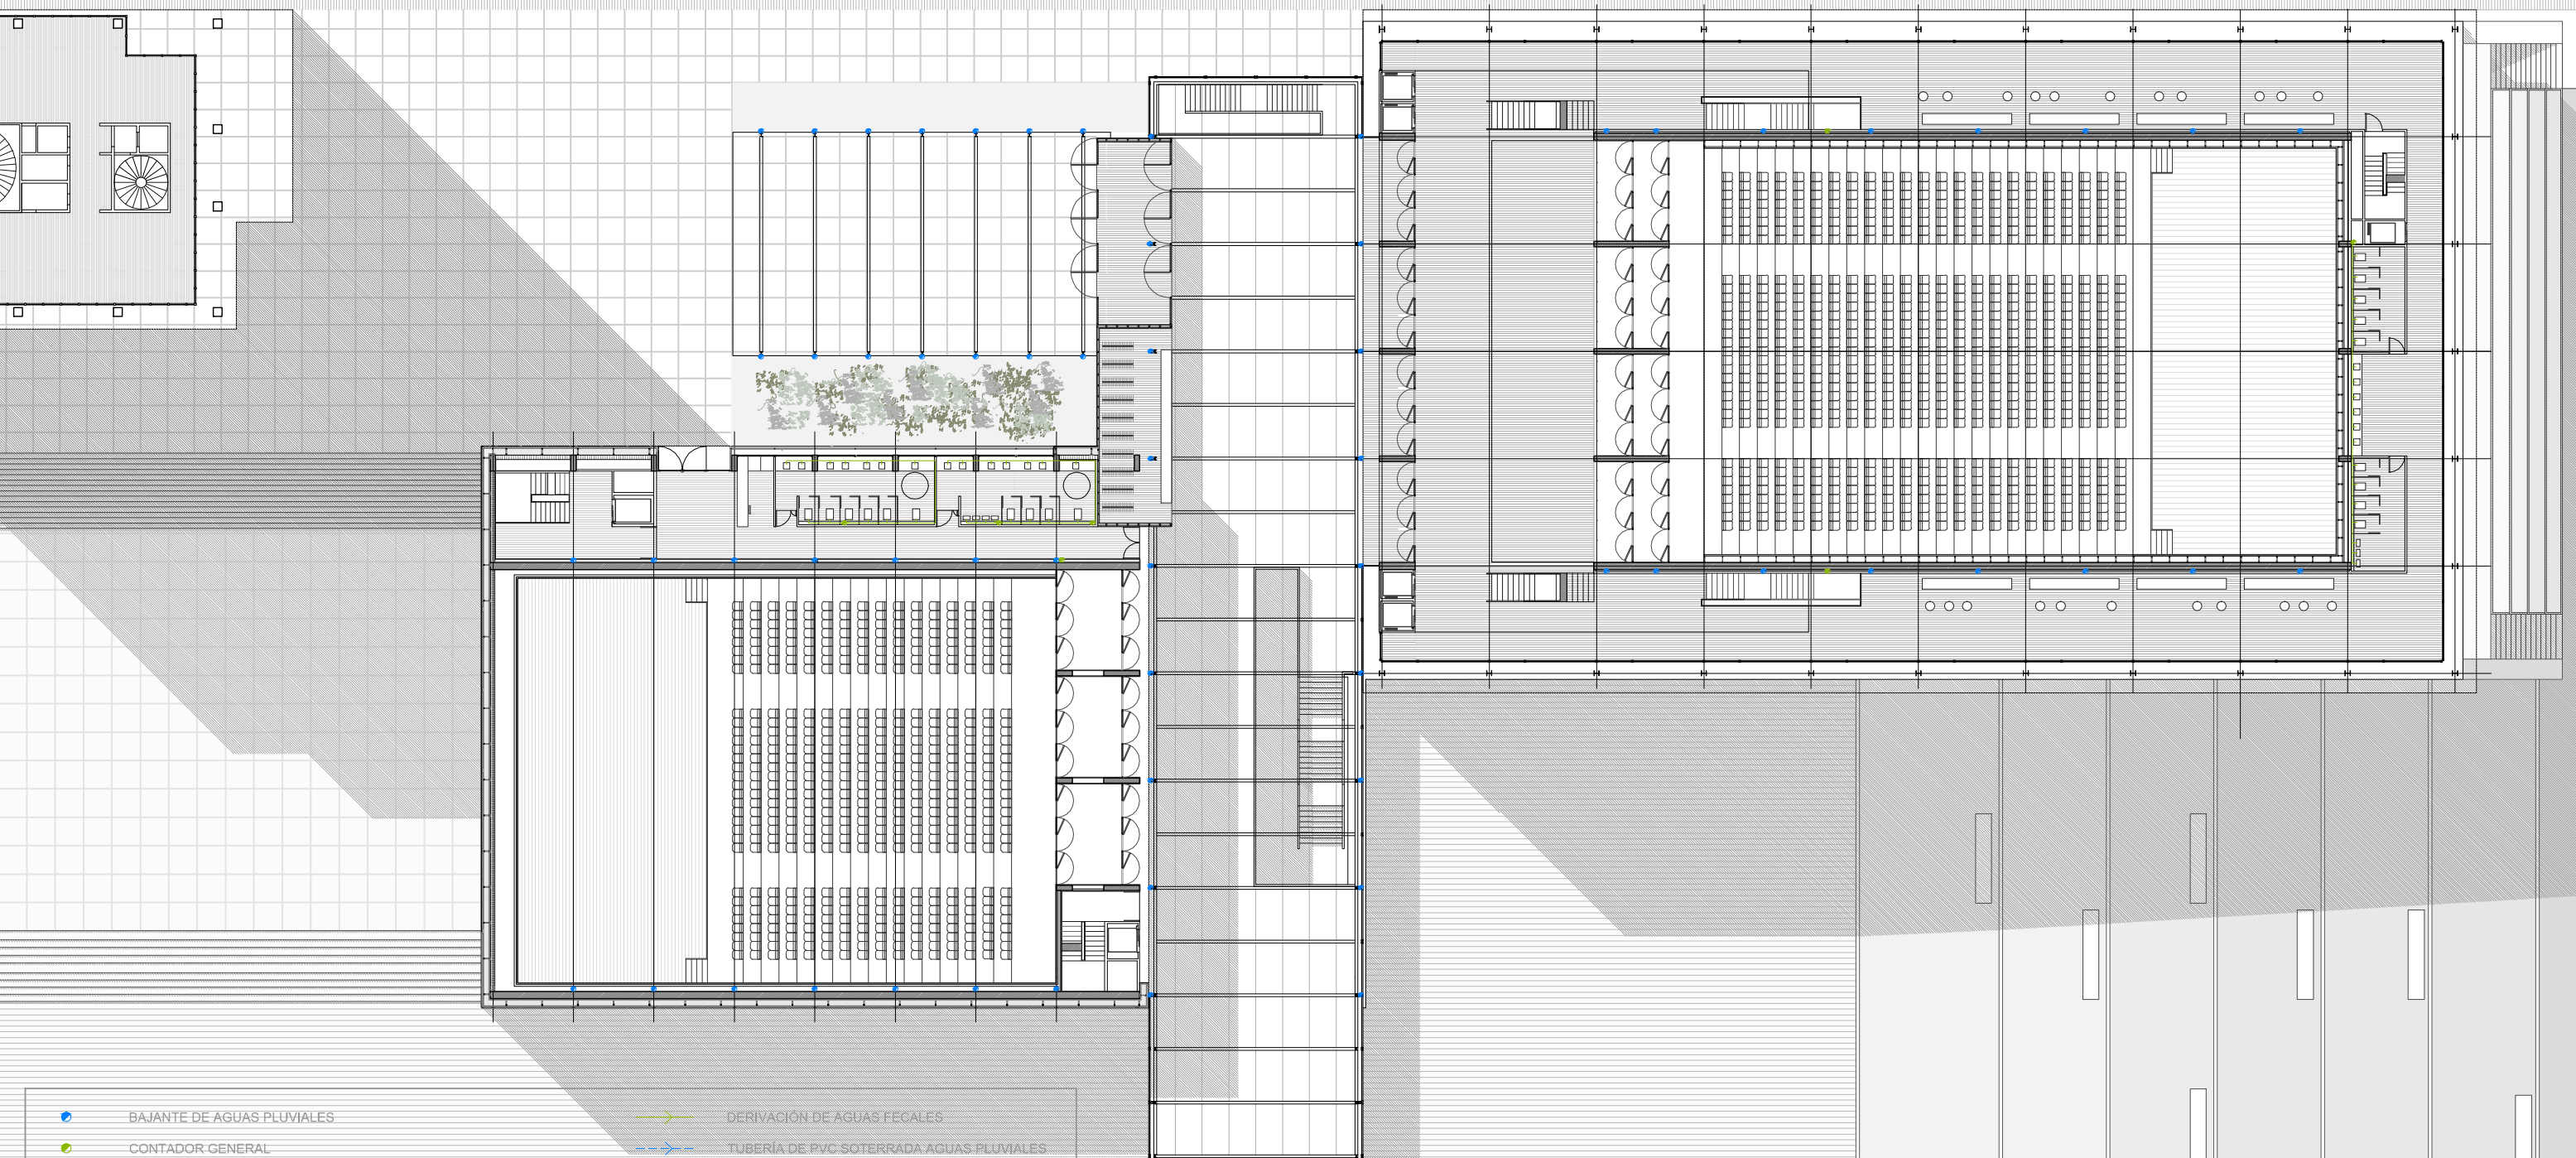 BAJANTE DE AGUAS PLUVIALES
DERIVACIÓN DE AGUAS FECALES
CONTADOR GENERAL
TUBERÍA DE PVC SOTERRADA AGUAS PLUVIALES